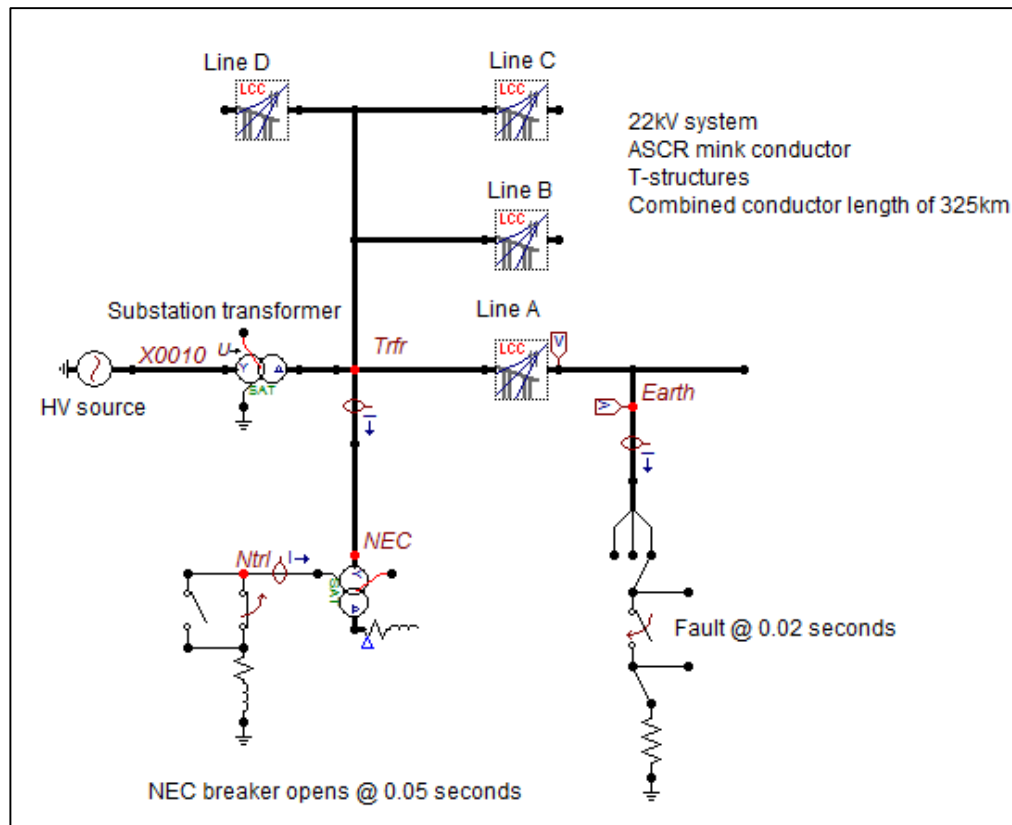 Line D
Line C
LCC
LCC
22kV system
ASCR mink conductor
T-structures
Combined conductor length of 325km
Line B
LCC
Substation transformer
Line A
LCC
V
X0010
U
Y
Δ
SAT
Trfr
HV source
Earth
V
I
I
NEC
Ntrl
I
Y
SAT
Δ
Δ
Fault @ 0.02 seconds
NEC breaker opens @ 0.05 seconds